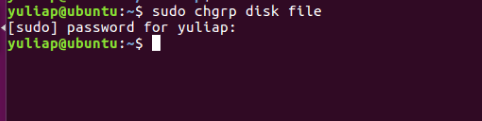 yuliap@ubuntu:~$ sudo chgrp disk file
[sudo] password for yuliap:
yuliap@ubuntu:~$